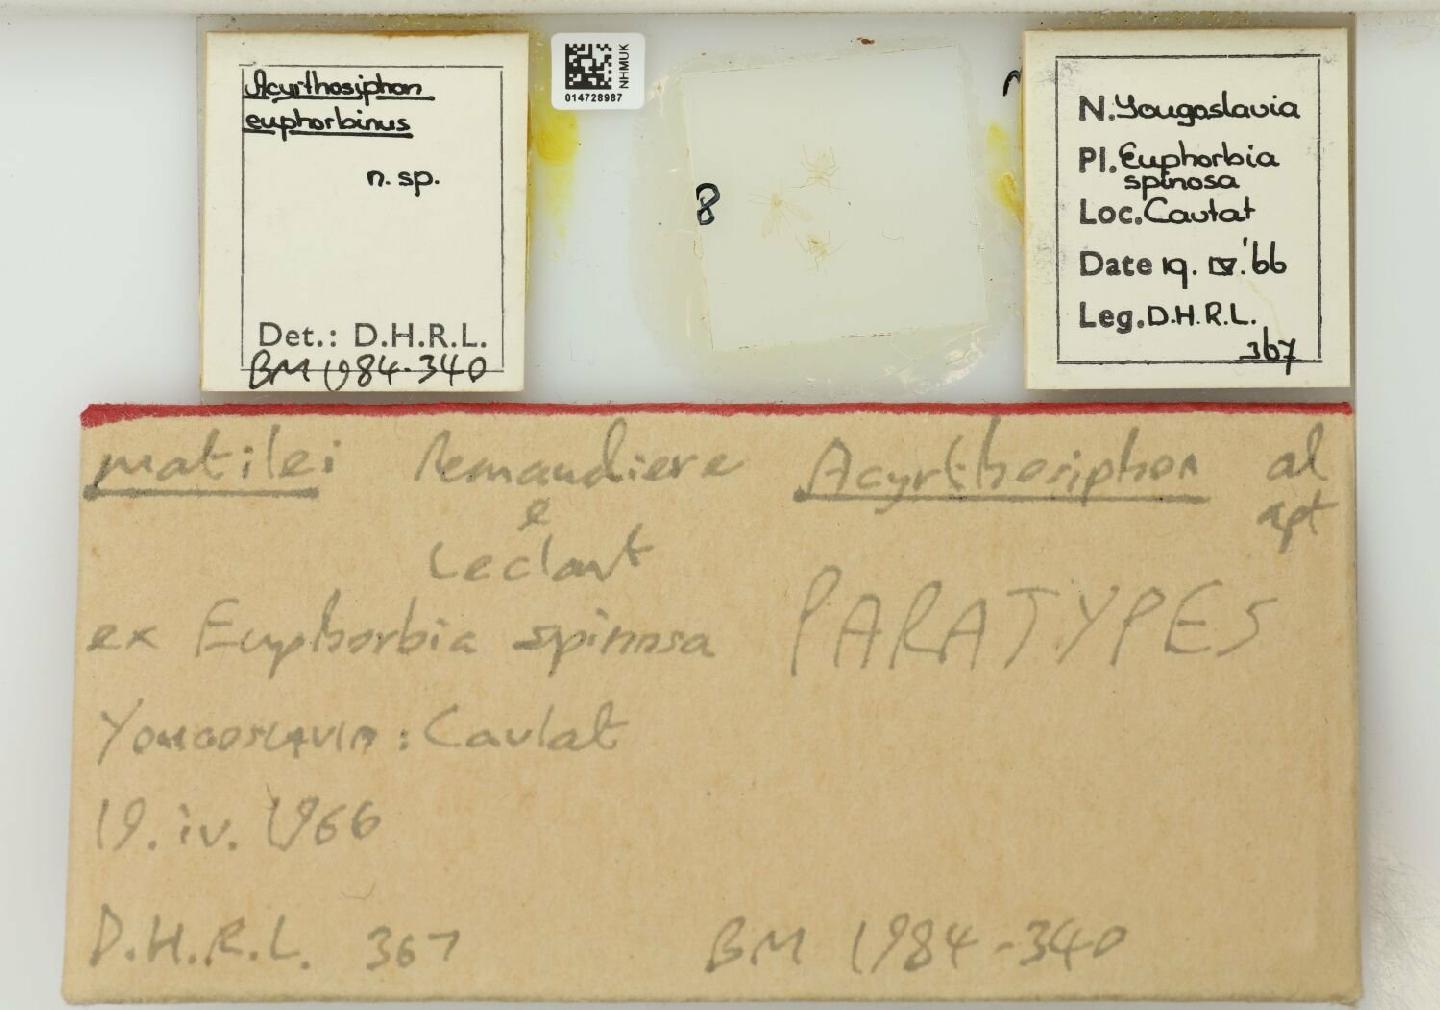 Acyrthosiphon
euphorbinus
n. sp.
Det.: D.H.R.L.
BM 1984-340
NHMUK
014728987
8
N. Yougoslavia
Pl. Euphorbia
spinosa
Loc. Cavtat
Date 19. IV. '66
Leg. D.H.R.L.
367
matilei Remaudiere Acyrthosiphon al
e apt
Leclant
ex Euphorbia spinosa PARATYPES
Yougoslavia: Cavtat
19. iv. 1966
D.H.R.L. 367 BM 1984-340